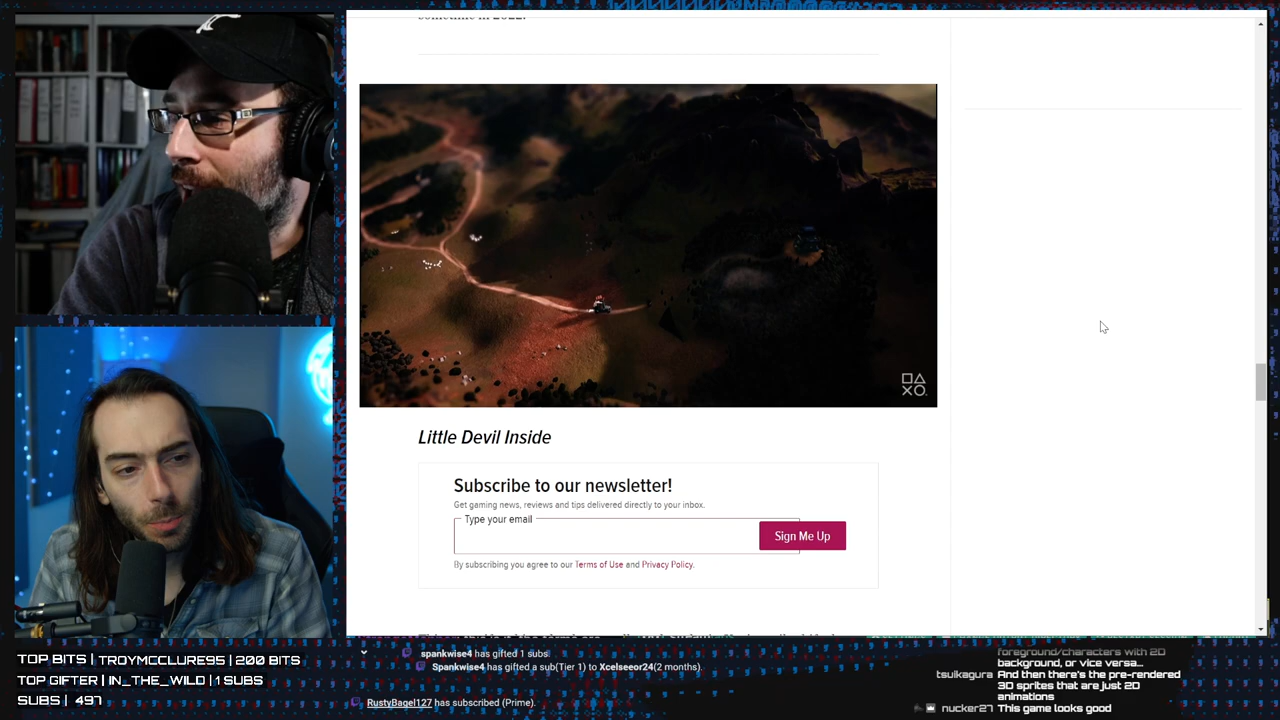 sometime in 2022.
Little Devil Inside
Subscribe to our newsletter!
Get gaming news, reviews and tips delivered directly to your inbox.
Type your email
Sign Me Up
By subscribing you agree to our Terms of Use and Privacy Policy.
TOP BITS | TROYMCCLURE95 | 200 BITS
TOP GIFTER | IN_THE_WILD | 1 SUBS
SUBS | 497
spankwise4 has gifted 1 subs.
Spankwise4 has gifted a sub(Tier 1) to Xcelseeor24(2 months).
RustyBagel127 has subscribed (Prime).
foreground/characters with 2D
background, or vice versa...
tsuikagura And then there's the pre-rendered
3D sprites that are just 2D
animations
nucker27 This game looks good